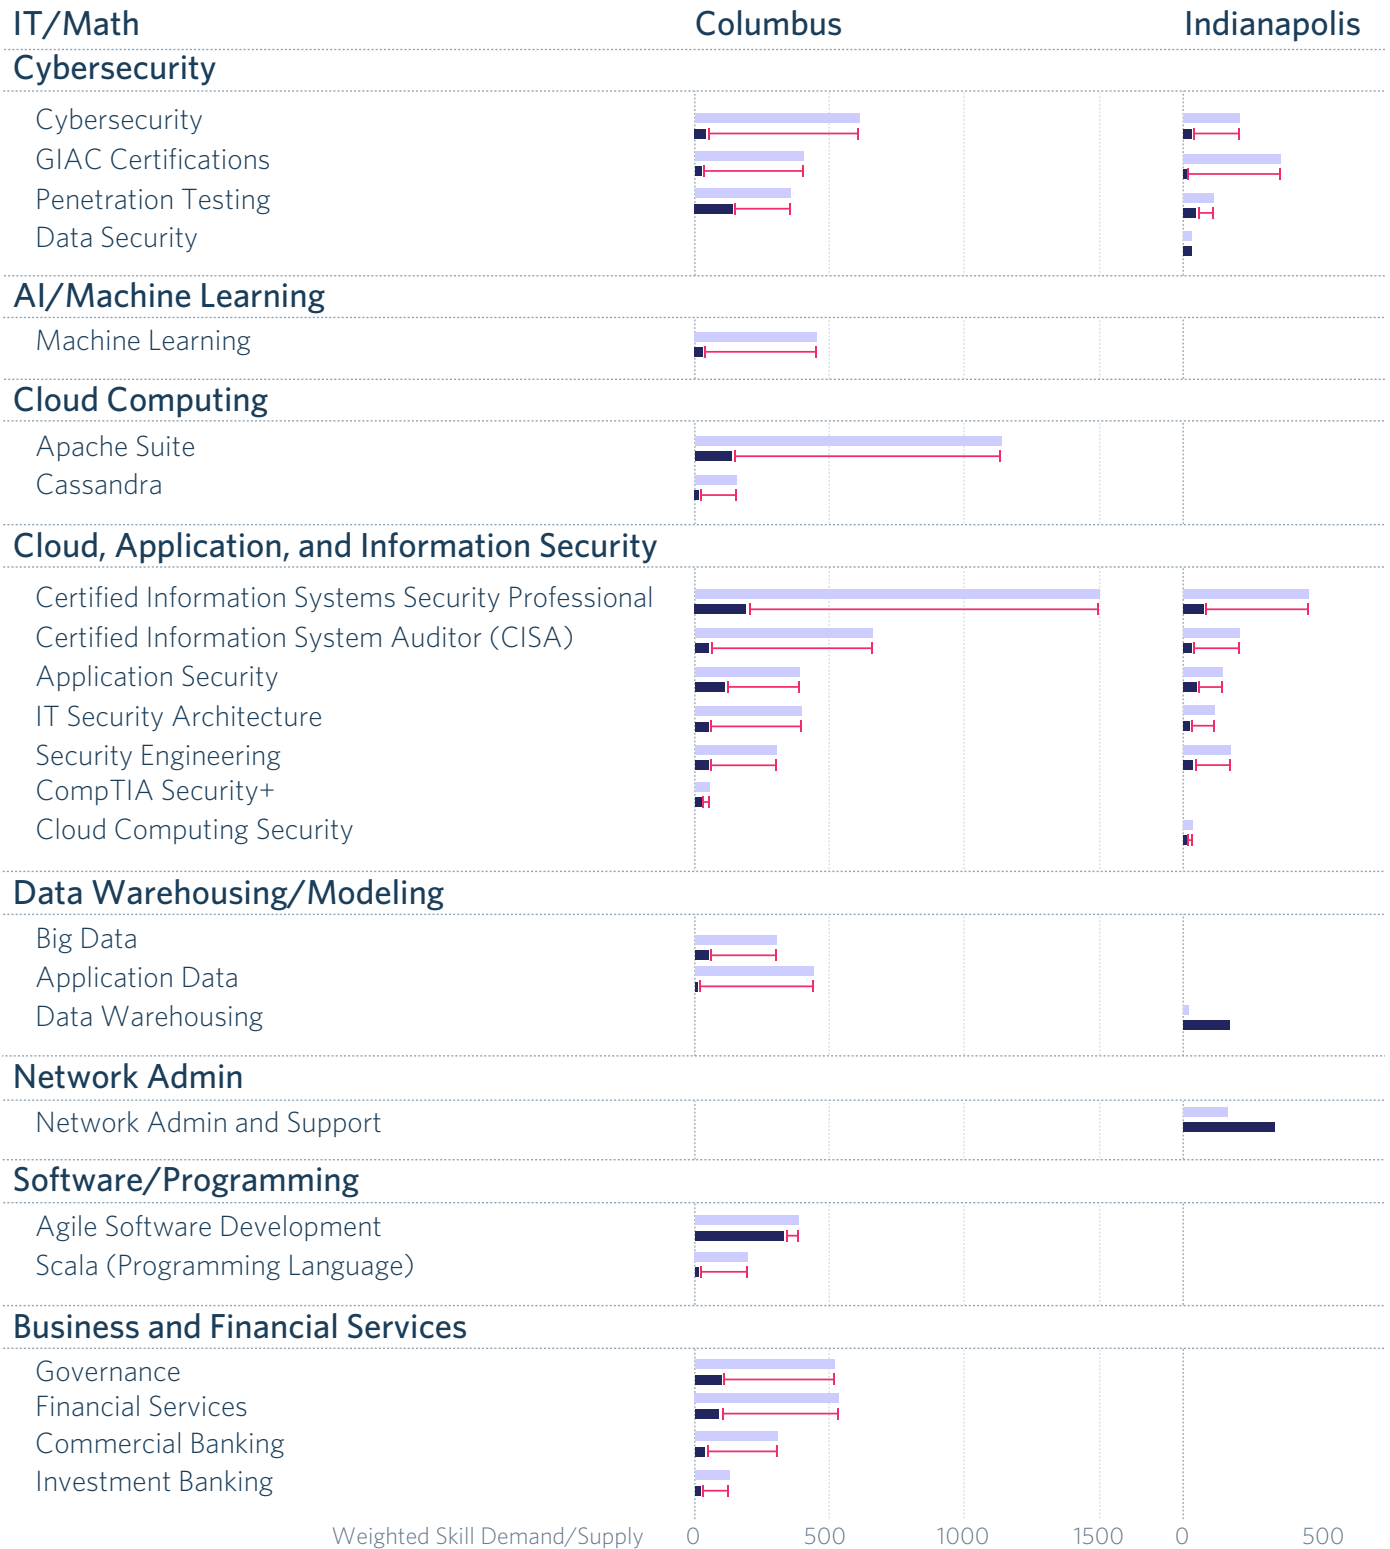 IT/Math Columbus Indianapolis
Cybersecurity
Cybersecurity
GIAC Certifications
Penetration Testing
Data Security
AI/Machine Learning
Machine Learning
Cloud Computing
Apache Suite
Cassandra
Cloud, Application, and Information Security
Certified Information Systems Security Professional
Certified Information System Auditor (CISA)
Application Security
IT Security Architecture
Security Engineering
CompTIA Security+
Cloud Computing Security
Data Warehousing/Modeling
Big Data
Application Data
Data Warehousing
Network Admin
Network Admin and Support
Software/Programming
Agile Software Development
Scala (Programming Language)
Business and Financial Services
Governance
Financial Services
Commercial Banking
Investment Banking
Weighted Skill Demand/Supply 0 500 1000 1500 0 500